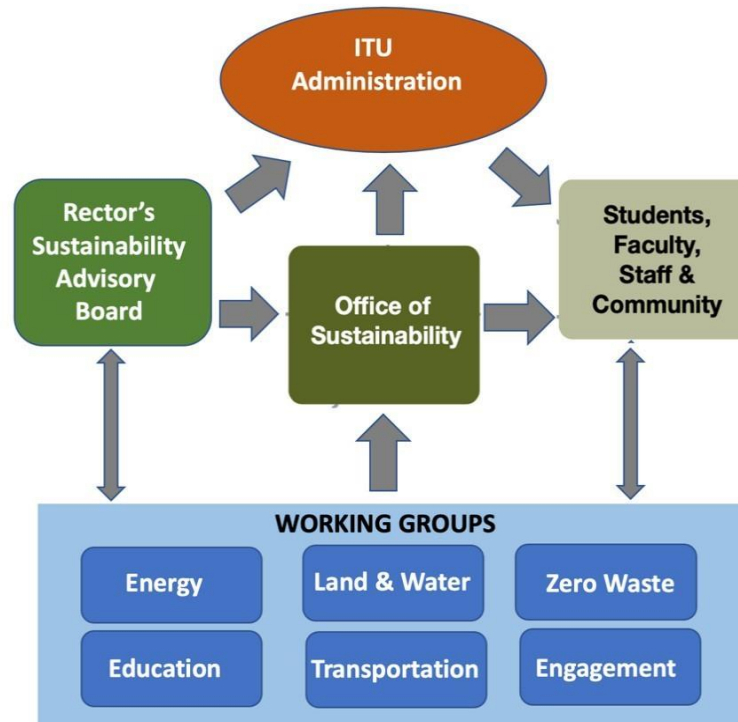 ITU
Administration
Rector's
Sustainability
Advisory
Board
Office of
Sustainability
Students,
Faculty,
Staff &
Community
WORKING GROUPS
Energy
Land & Water
Zero Waste
Education
Transportation
Engagement